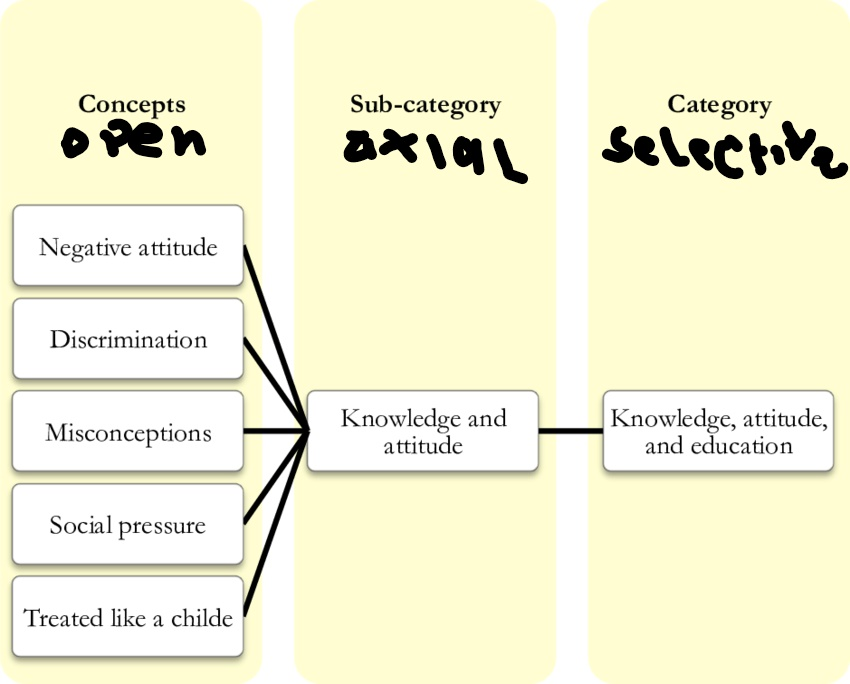 Concepts
open
Negative attitude
Discrimination
Misconceptions
Social pressure
Treated like a childe
Sub-category
axial
Knowledge and
attitude
Category
selective
Knowledge, attitude,
and education